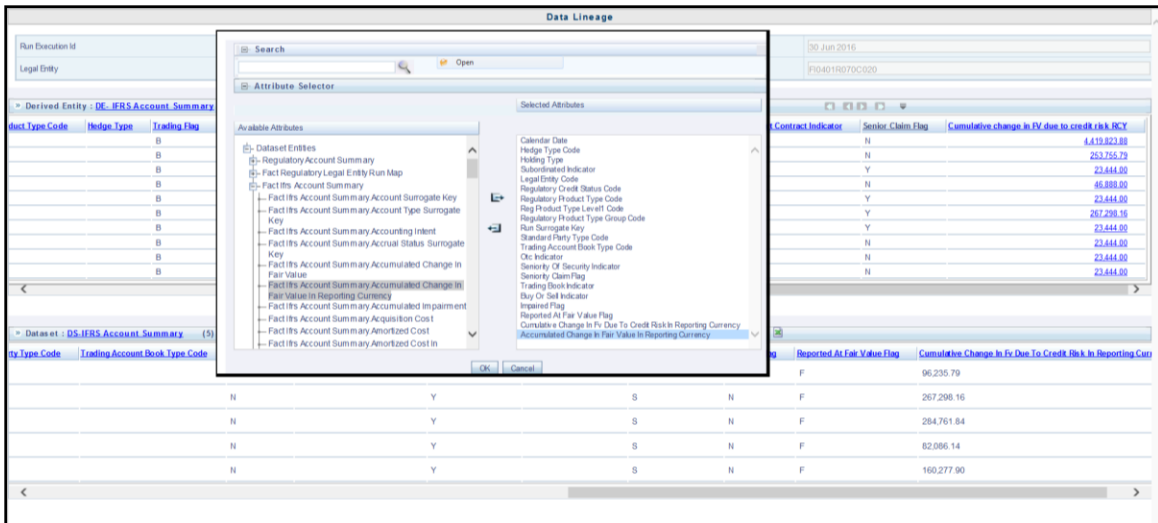 Data Lineage
Run Execution Id
30 Jun 2016
Legal Entity
FI0401R070C020
Search
Open
Attribute Selector
Selected Attributes
Available Attributes
Dataset Entities
Regulatory Account Summary
Fact Regulatory Legal Entity Run Map
Fact Ifrs Account Summary
Fact Ifrs Account Summary Account Surrogate Key
Fact Ifrs Account Summary Account Type Surrogate
Key
Fact Ifrs Account Summary Accounting Intent
Fact Ifrs Account Summary Accrual Status Surrogate
Key
Fact Ifrs Account Summary Accumulated Change In
Fair Value
Fact Ifrs Account Summary Accumulated Change In
Fair Value In Reporting Currency
Fact Ifrs Account Summary Accumulated Impairment
Fact Ifrs Account Summary Acquisition Cost
Fact Ifrs Account Summary Amortized Cost
Fact Ifrs Account Summary Amortized Cost In
Calendar Date
Hedge Type Code
Holding Type
Subordinated Indicator
Legal Entity Code
Regulatory Credit Status Code
Regulatory Product Type Code
Reg Product Type Level1 Code
Regulatory Product Type Group Code
Run Surrogate Key
Standard Party Type Code
Trading Account Book Type Code
Otc Indicator
Seniority Of Security Indicator
Seniority Claim Flag
Trading Book Indicator
Buy Or Sell Indicator
Impaired Flag
Reported At Fair Value Flag
Cumulative Change In Fv Due To Credit Risk In Reporting Currency
Accumulated Change In Fair Value In Reporting Currency
OK Cancel
Derived Entity : DE- IFRS Account Summary
duct Type Code Hedge Type Trading Flag t Contract Indicator Senior Claim Flag Cumulative change in FV due to credit risk RCY
B N 4,419,823.88
B N 253,755.79
B Y 23,444.00
B N 46,888.00
B Y 23,444.00
B Y 267,298.16
B Y 23,444.00
B N 23,444.00
B N 23,444.00
B N 23,444.00
Dataset : DS-IFRS Account Summary (5)
rty Type Code Trading Account Book Type Code ag Reported At Fair Value Flag Cumulative Change In Fv Due To Credit Risk In Reporting Curr
F 96,235.79
N Y S N F 267,298.16
N Y S N F 284,761.84
N Y S N F 82,086.14
N Y S N F 160,277.90